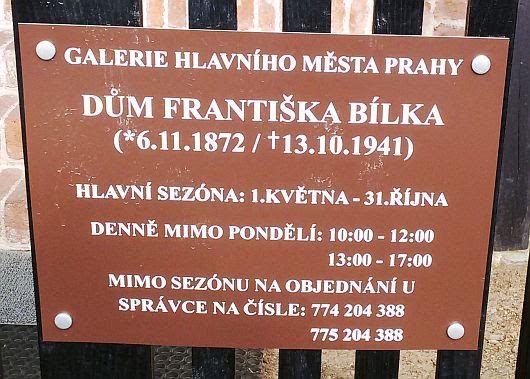 GALERIE HLAVNÍHO MĚSTA PRAHY
DŮM FRANTIŠKA BÍLKA
(*6.11.1872 / †13.10.1941)
HLAVNÍ SEZÓNA: 1.KVĚTNA - 31.ŘÍJNA
DENNĚ MIMO PONDĚLÍ: 10:00 - 12:00
13:00 - 17:00
MIMO SEZÓNU NA OBJEDNÁNÍ U
SPRÁVCE NA ČÍSLE: 774 204 388
775 204 388